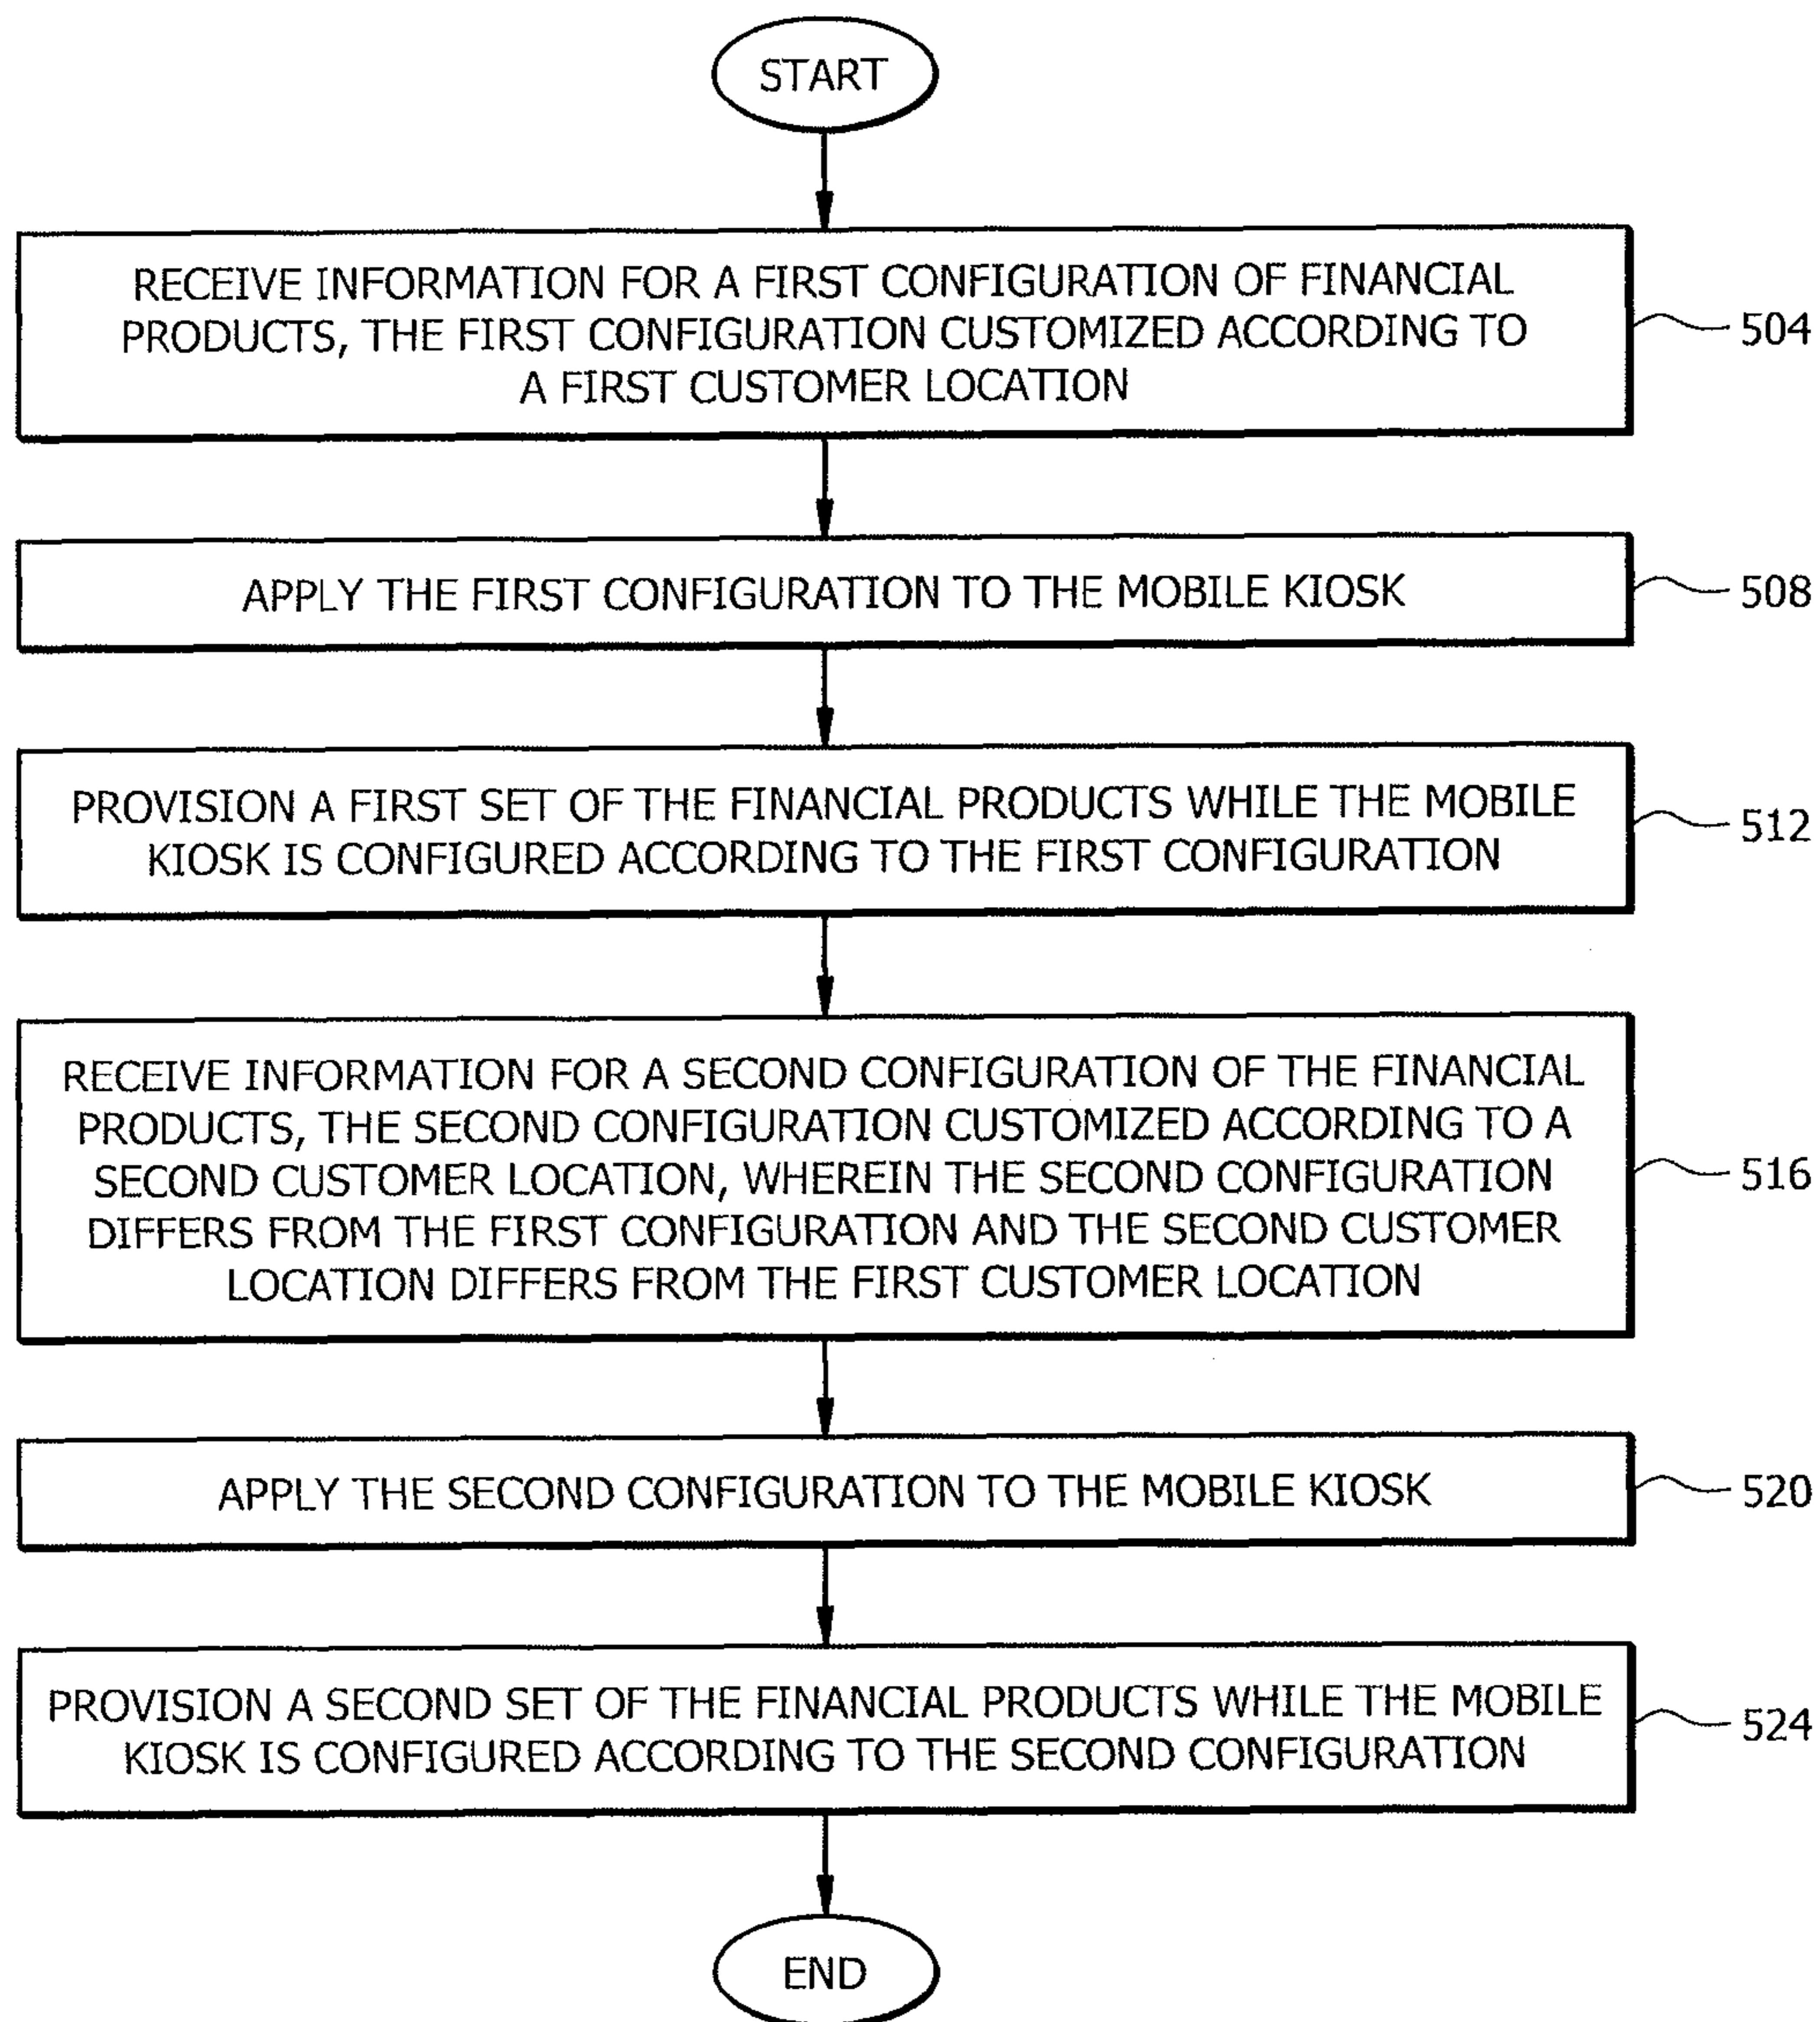 START
RECEIVE INFORMATION FOR A FIRST CONFIGURATION OF FINANCIAL
PRODUCTS, THE FIRST CONFIGURATION CUSTOMIZED ACCORDING TO
A FIRST CUSTOMER LOCATION
504
APPLY THE FIRST CONFIGURATION TO THE MOBILE KIOSK
508
PROVISION A FIRST SET OF THE FINANCIAL PRODUCTS WHILE THE MOBILE
KIOSK IS CONFIGURED ACCORDING TO THE FIRST CONFIGURATION
512
RECEIVE INFORMATION FOR A SECOND CONFIGURATION OF THE FINANCIAL
PRODUCTS, THE SECOND CONFIGURATION CUSTOMIZED ACCORDING TO A
SECOND CUSTOMER LOCATION, WHEREIN THE SECOND CONFIGURATION
DIFFERS FROM THE FIRST CONFIGURATION AND THE SECOND CUSTOMER
LOCATION DIFFERS FROM THE FIRST CUSTOMER LOCATION
516
APPLY THE SECOND CONFIGURATION TO THE MOBILE KIOSK
520
PROVISION A SECOND SET OF THE FINANCIAL PRODUCTS WHILE THE MOBILE
KIOSK IS CONFIGURED ACCORDING TO THE SECOND CONFIGURATION
524
END